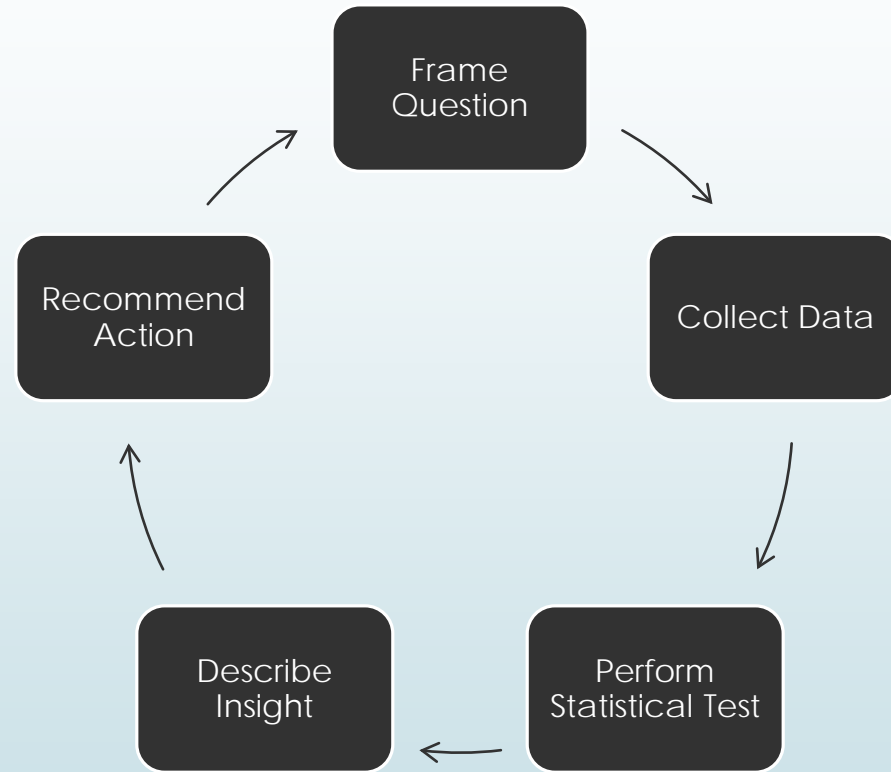 Frame
Question
Collect Data
Perform
Statistical Test
Describe
Insight
Recommend
Action